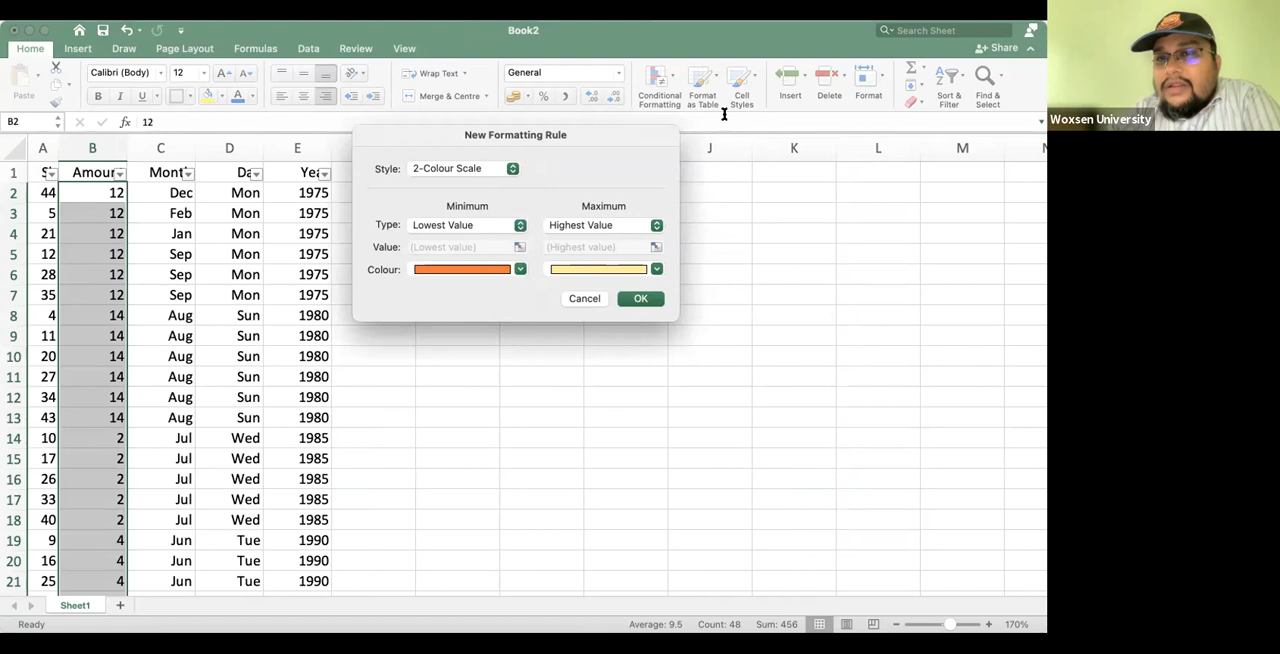 Book2
Search Sheet
Home Insert Draw Page Layout Formulas Data Review View
Share
Paste
Calibri (Body) 12
Wrap Text
General
B I U A
Merge & Centre
%
Conditional Formatting
Format as Table
Cell Styles
Insert
Delete
Format
Sort & Filter
Find & Select
B2 fx 12
Woxsen University
New Formatting Rule
Style: 2-Colour Scale
Minimum Maximum
Type: Lowest Value Highest Value
Value: (Lowest value) (Highest value)
Colour:
Cancel OK
A B C D E J K L M
1 Amour Year
2 44 12 Dec Mon 1975
3 5 12 Feb Mon 1975
4 21 12 Jan Mon 1975
5 12 12 Sep Mon 1975
6 28 12 Sep Mon 1975
7 35 12 Sep Mon 1975
8 4 14 Aug Sun 1980
9 11 14 Aug Sun 1980
10 20 14 Aug Sun 1980
11 27 14 Aug Sun 1980
12 34 14 Aug Sun 1980
13 43 14 Aug Sun 1980
14 10 2 Jul Wed 1985
15 17 2 Jul Wed 1985
16 26 2 Jul Wed 1985
17 33 2 Jul Wed 1985
18 40 2 Jul Wed 1985
19 9 4 Jun Tue 1990
20 16 4 Jun Tue 1990
21 25 4 Jun Tue 1990
Sheet1 +
Ready
Average: 9.5 Count: 48 Sum: 456
170%